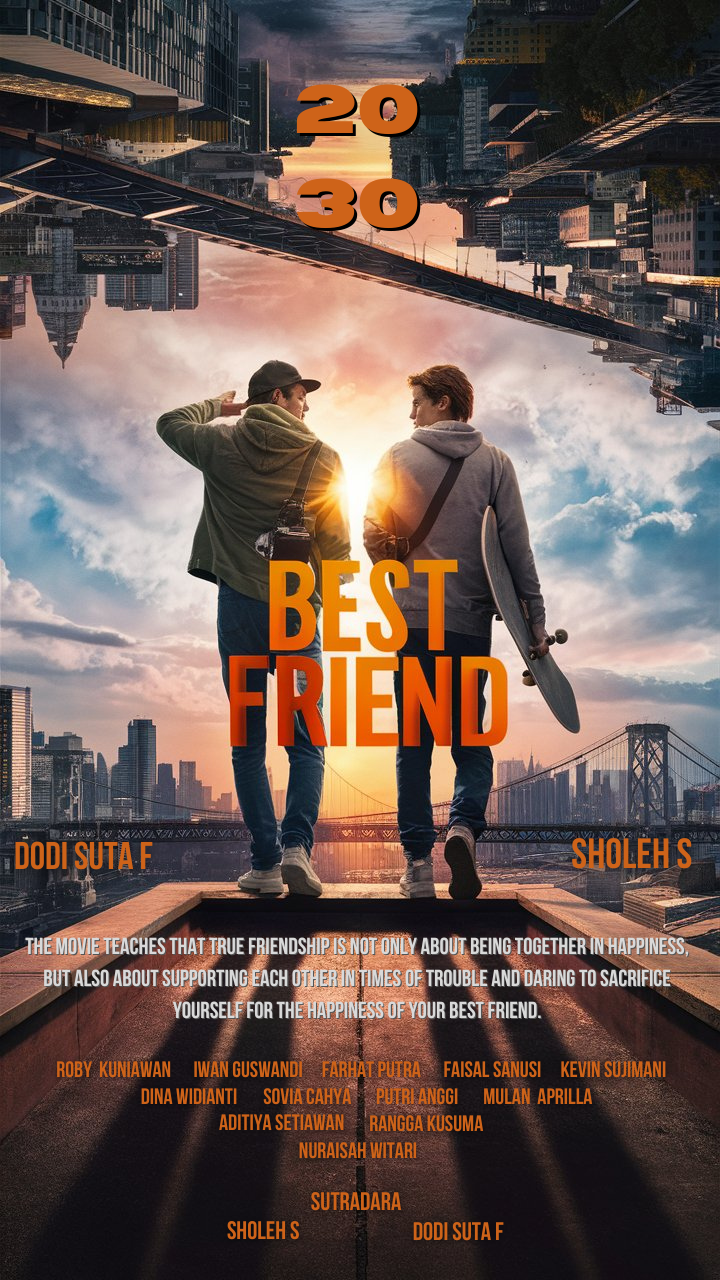 20
30
BEST
FRIEND
DODI SUTA F
SHOLEH S
THE MOVIE TEACHES THAT TRUE FRIENDSHIP IS NOT ONLY ABOUT BEING TOGETHER IN HAPPINESS,
BUT ALSO ABOUT SUPPORTING EACH OTHER IN TIMES OF TROUBLE AND DARING TO SACRIFICE
YOURSELF FOR THE HAPPINESS OF YOUR BEST FRIEND.
ROBY KUNIAWAN IWAN GUSWANDI FARHAT PUTRA FAISAL SANUSI KEVIN SUJIMANI
DINA WIDIANTI SOVIA CAHYA PUTRI ANGGI MULAN APRILLA
ADITIYA SETIAWAN RANGGA KUSUMA
NURAISAH WITARI
SUTRADARA
SHOLEH S DODI SUTA F